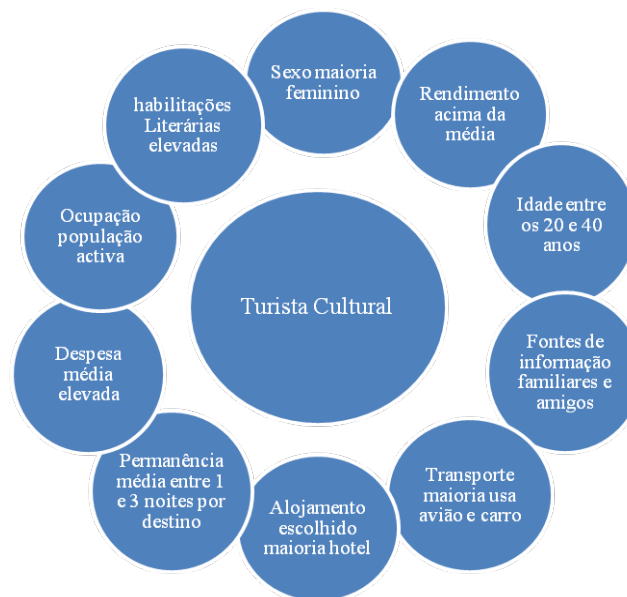 Sexo maioria
feminino
Rendimento
acima da
média
Idade entre
os 20 e 40
anos
Fontes de
informação
familiares e
amigos
Transporte
maioria usa
avião e carro
Alojamento
escolhido
maioria hotel
Permanência
média entre 1
e 3 noites por
destino
Despesa
média
elevada
Ocupação
população
activa
habilitações
Literárias
elevadas
Turista Cultural